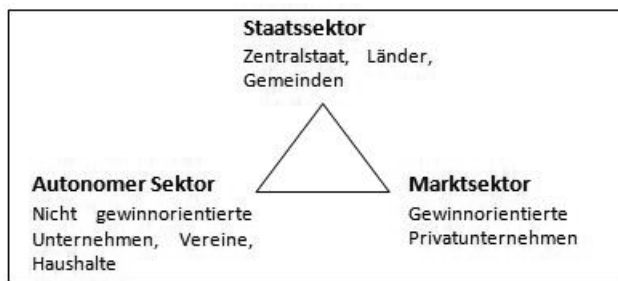 Staatssektor
Zentralstaat, Länder,
Gemeinden
Autonomer Sektor
Nicht gewinnorientierte
Unternehmen, Vereine,
Haushalte
Marktsektor
Gewinnorientierte
Privatunternehmen